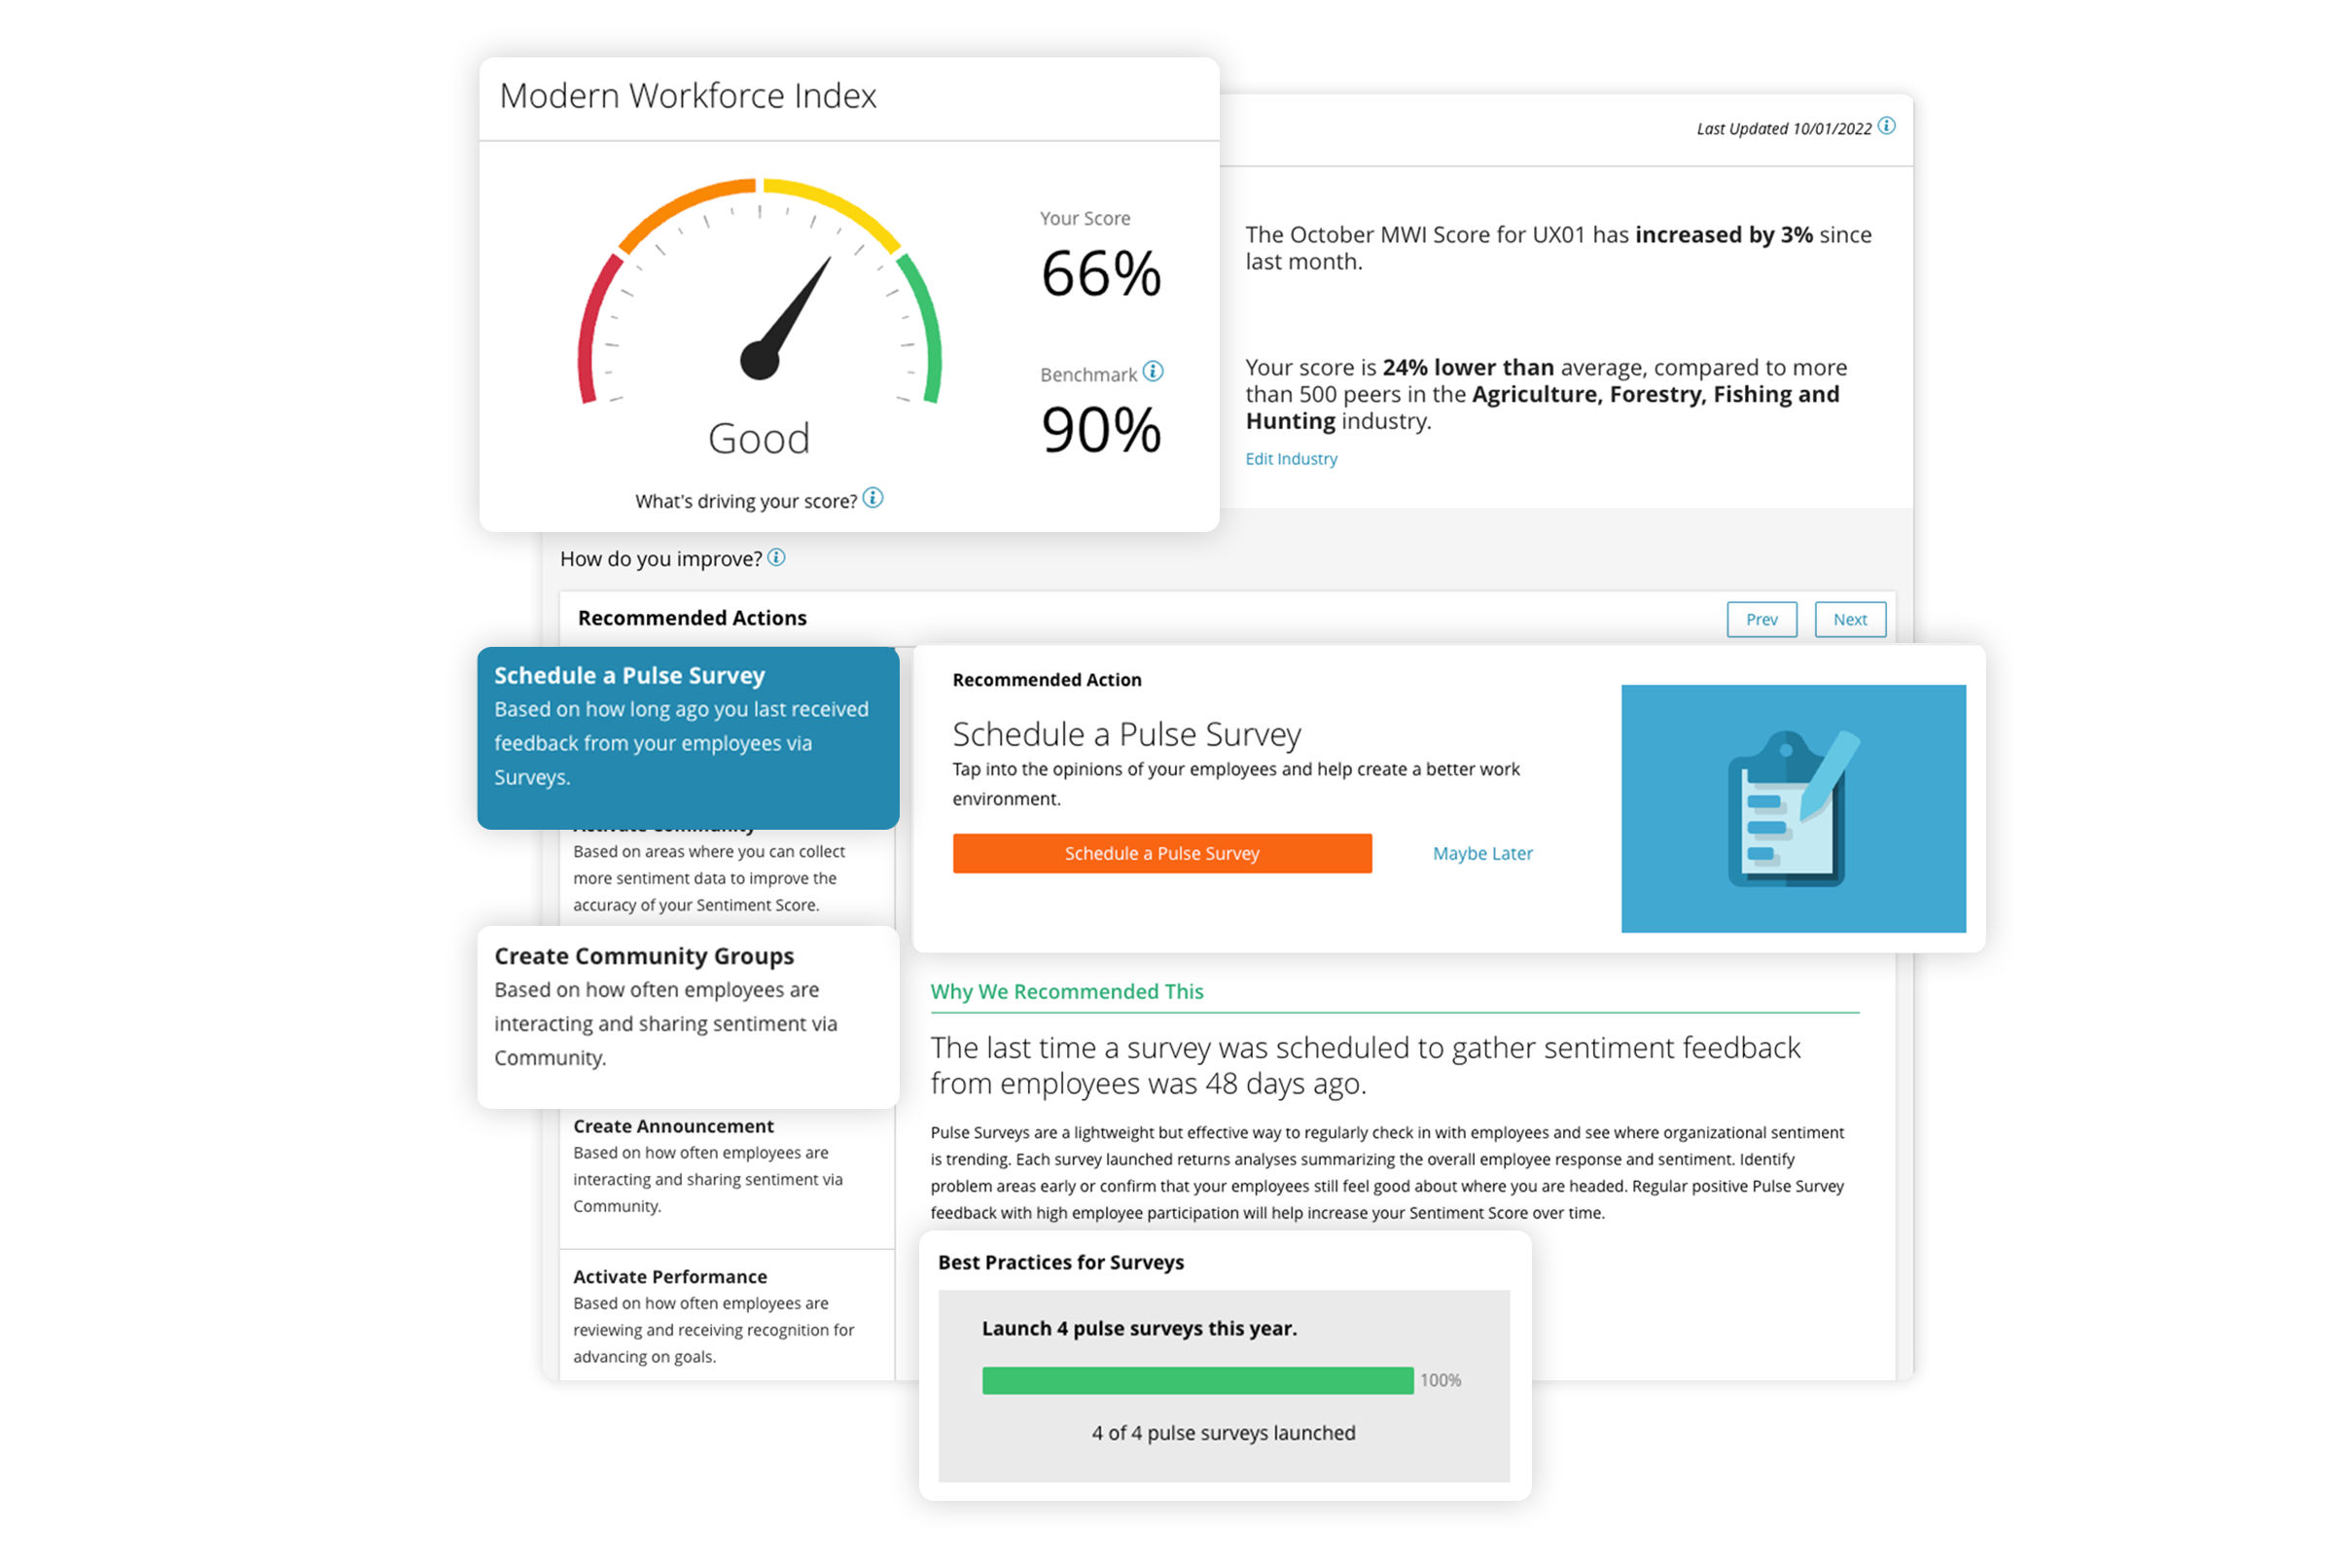 Modern Workforce Index
Last Updated 10/01/2022
Your Score
66%
Benchmark
90%
Good
What's driving your score?
The October MWI Score for UX01 has increased by 3% since
last month.
Your score is 24% lower than average, compared to more
than 500 peers in the Agriculture, Forestry, Fishing and
Hunting industry.
Edit Industry
How do you improve?
Recommended Actions
Prev
Next
Schedule a Pulse Survey
Based on how long ago you last received
feedback from your employees via
Surveys.
Activate Community
Based on areas where you can collect
more sentiment data to improve the
accuracy of your Sentiment Score.
Create Community Groups
Based on how often employees are
interacting and sharing sentiment via
Community.
Create Announcement
Based on how often employees are
interacting and sharing sentiment via
Community.
Activate Performance
Based on how often employees are
reviewing and receiving recognition for
advancing on goals.
Recommended Action
Schedule a Pulse Survey
Tap into the opinions of your employees and help create a better work
environment.
Schedule a Pulse Survey
Maybe Later
Why We Recommended This
The last time a survey was scheduled to gather sentiment feedback
from employees was 48 days ago.
Pulse Surveys are a lightweight but effective way to regularly check in with employees and see where organizational sentiment
is trending. Each survey launched returns analyses summarizing the overall employee response and sentiment. Identify
problem areas early or confirm that your employees still feel good about where you are headed. Regular positive Pulse Survey
feedback with high employee participation will help increase your Sentiment Score over time.
Best Practices for Surveys
Launch 4 pulse surveys this year.
100%
4 of 4 pulse surveys launched